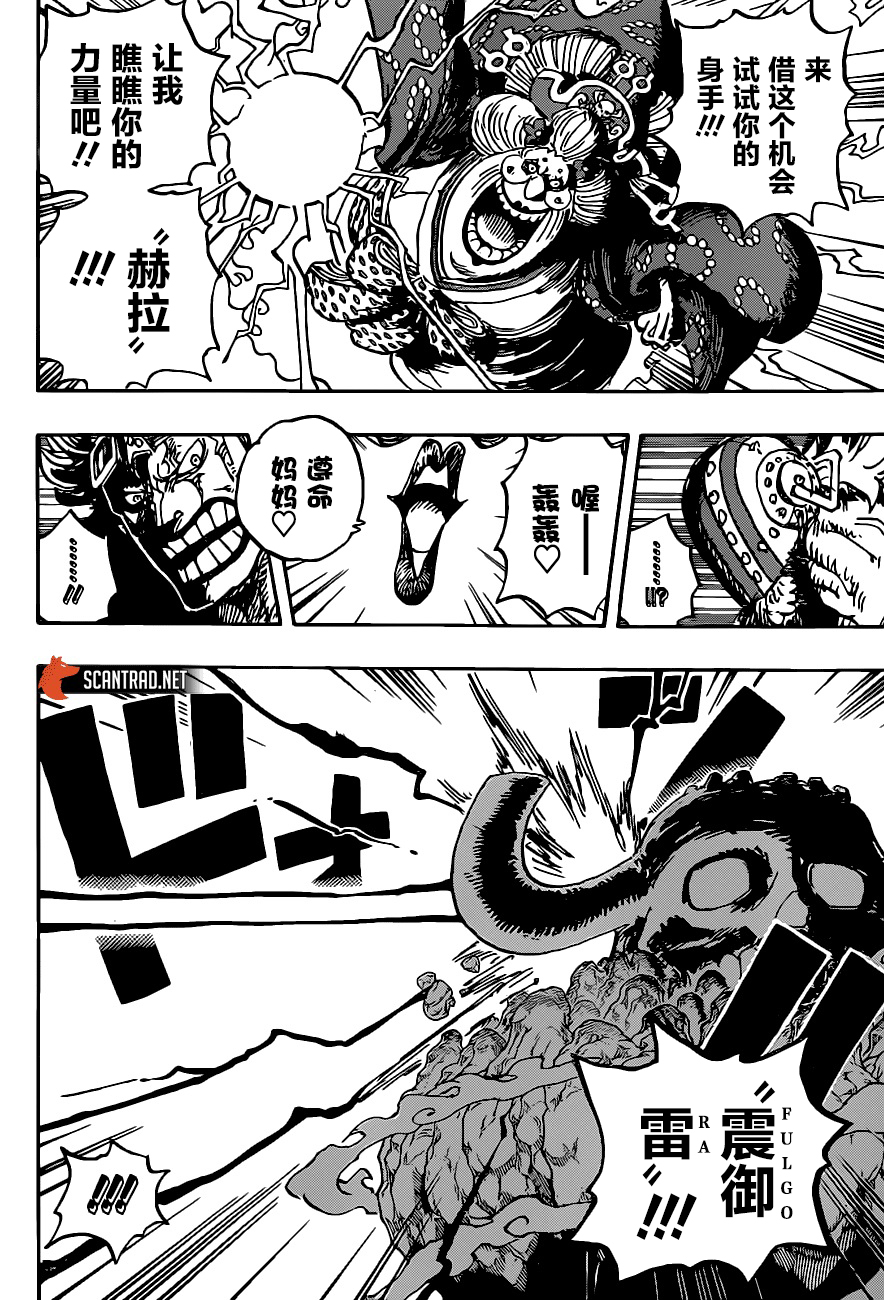 来
借这个机会
试试你的
身手!!!
让我
瞧瞧你的
力量吧!!
“赫拉”
!!!
…………!!?
喔——
轰轰♡
遵命
妈妈♡
…………!!
SCANTRAD.NET
ドォ
ド
“震御
FULGO
雷”
RA
!!!
!!!